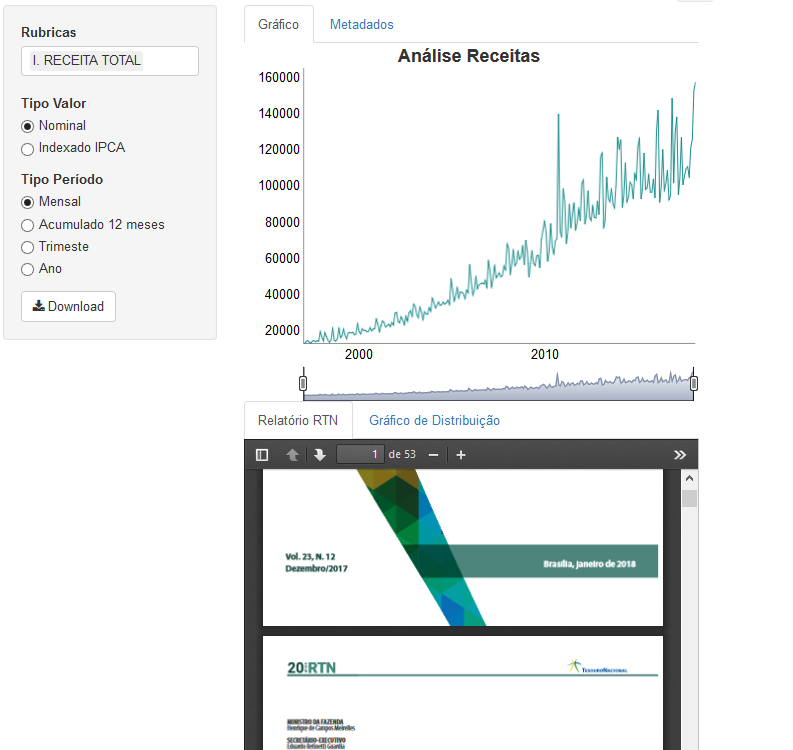 Rubricas
I. RECEITA TOTAL
Tipo Valor
Nominal
Indexado IPCA
Tipo Período
Mensal
Acumulado 12 meses
Trimeste
Ano
Download
Gráfico Metadados
Análise Receitas
160000
140000
120000
100000
80000
60000
40000
20000
2000 2010
Relatório RTN Gráfico de Distribuição
1 de 53
Vol. 23, N. 12
Dezembro/2017
Brasília, Janeiro de 2018
20 RTN
TESOURONACIONAL
MINISTRO DA FAZENDA
Henrique de Campos Meirelles
SECRETÁRIO-EXECUTIVO
Eduardo Refinetti Guardia